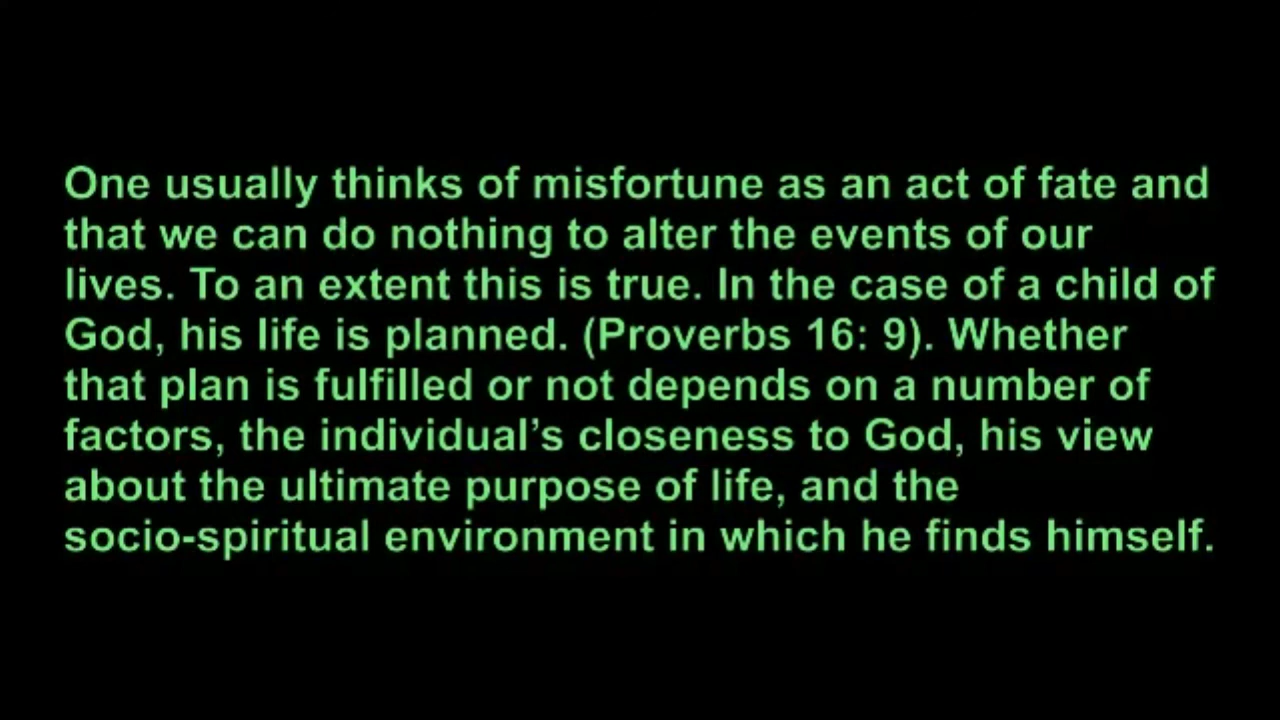 One usually thinks of misfortune as an act of fate and
that we can do nothing to alter the events of our
lives. To an extent this is true. In the case of a child of
God, his life is planned. (Proverbs 16: 9). Whether
that plan is fulfilled or not depends on a number of
factors, the individual’s closeness to God, his view
about the ultimate purpose of life, and the
socio-spiritual environment in which he finds himself.